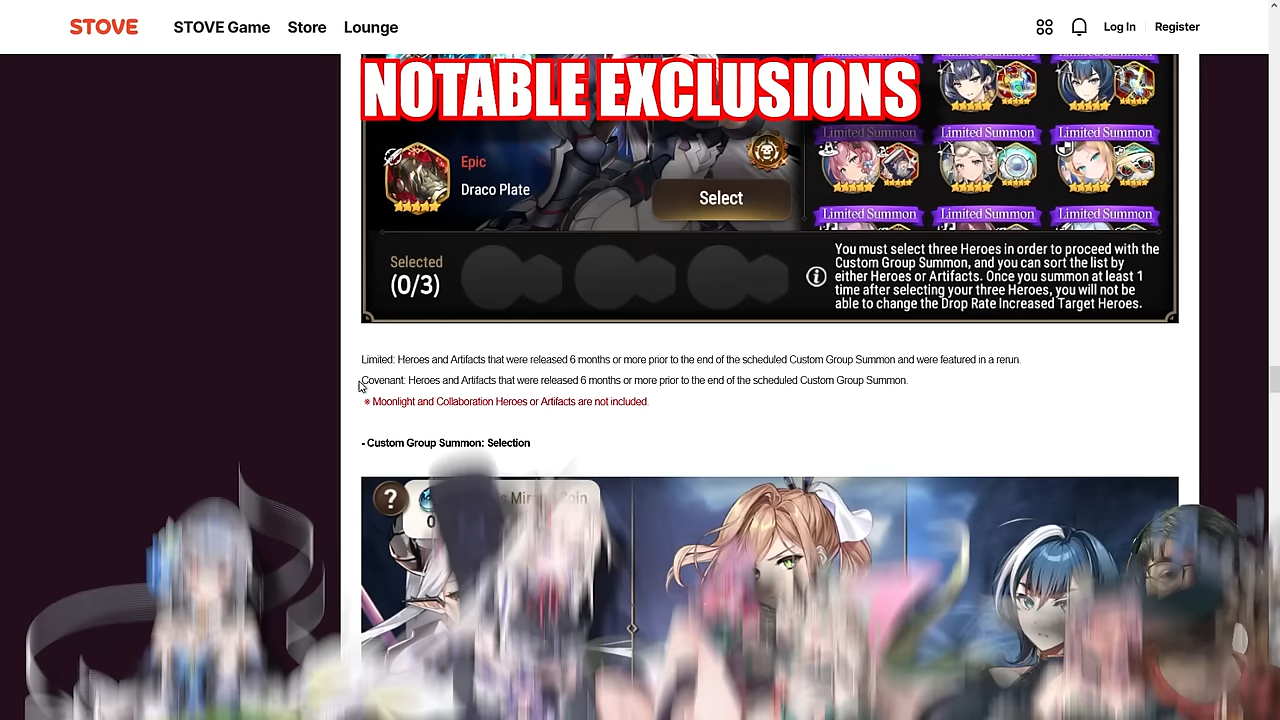 STOVE STOVE Game Store Lounge Log In Register
NOTABLE EXCLUSIONS
Limited Summon Limited Summon Limited Summon
Epic
Draco Plate
Select
Limited Summon Limited Summon Limited Summon
Selected
(0/3)
You must select three Heroes in order to proceed with the
Custom Group Summon, and you can sort the list by
either Heroes or Artifacts. Once you summon at least 1
time after selecting your three Heroes, you will not be
able to change the Drop Rate Increased Target Heroes.
Limited: Heroes and Artifacts that were released 6 months or more prior to the end of the scheduled Custom Group Summon and were featured in a rerun.
Covenant: Heroes and Artifacts that were released 6 months or more prior to the end of the scheduled Custom Group Summon.
※ Moonlight and Collaboration Heroes or Artifacts are not included.
- Custom Group Summon: Selection
?
0